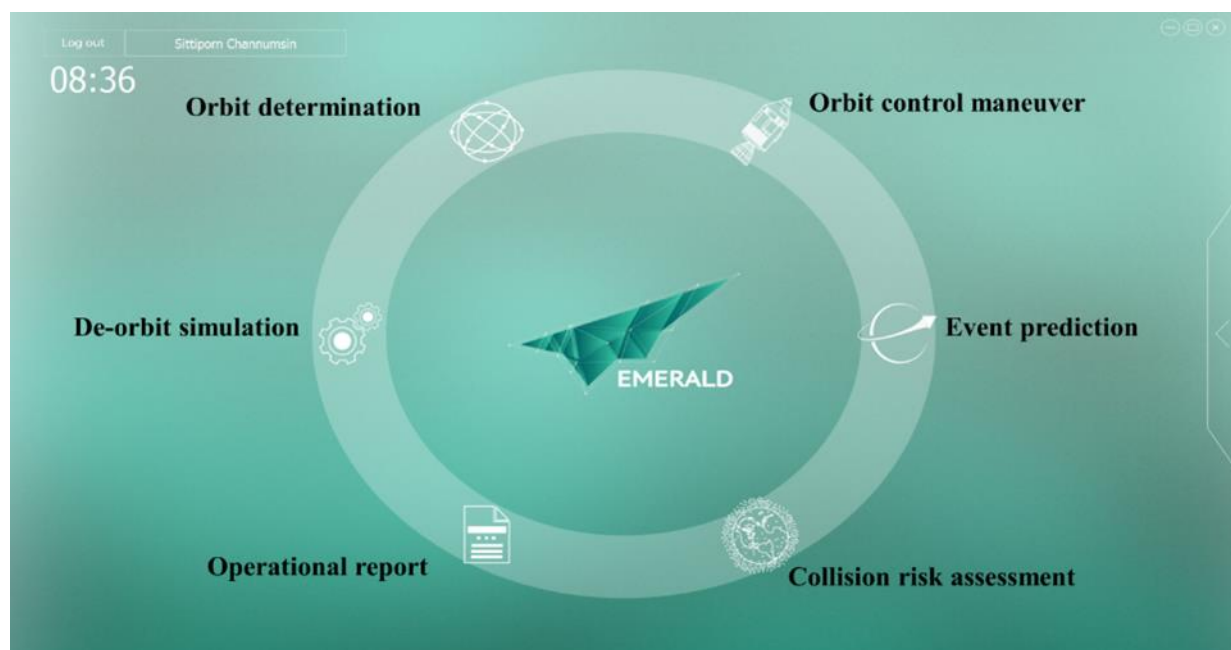 Log out
Sittiporn Channumsin
08:36
Orbit determination
Orbit control maneuver
De-orbit simulation
Event prediction
EMERALD
Operational report
Collision risk assessment